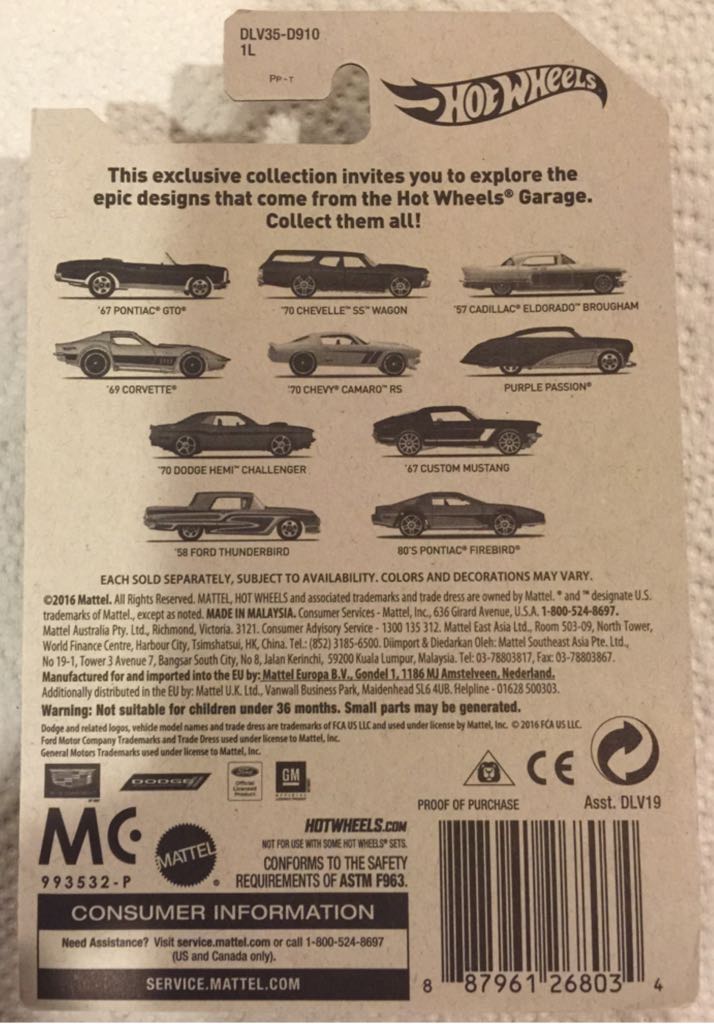 DLV35-D910
1L
PP-T
HOT WHEELS
This exclusive collection invites you to explore the
epic designs that come from the Hot Wheels® Garage.
Collect them all!
'67 PONTIAC® GTO®
'70 CHEVELLE™ SS™ WAGON
'57 CADILLAC® ELDORADO™ BROUGHAM
'69 CORVETTE®
'70 CHEVY® CAMARO™ RS
PURPLE PASSION®
'70 DODGE HEMI™ CHALLENGER
'67 CUSTOM MUSTANG
'58 FORD THUNDERBIRD
80'S PONTIAC® FIREBIRD®
EACH SOLD SEPARATELY, SUBJECT TO AVAILABILITY. COLORS AND DECORATIONS MAY VARY.
©2016 Mattel. All Rights Reserved. MATTEL, HOT WHEELS and associated trademarks and trade dress are owned by Mattel. ® and ™ designate U.S.
trademarks of Mattel., except as noted. MADE IN MALAYSIA. Consumer Services - Mattel, Inc., 636 Girard Avenue, U.S.A. 1-800-524-8697.
Mattel Australia Pty. Ltd., Richmond, Victoria. 3121. Consumer Advisory Service - 1300 135 312. Mattel East Asia Ltd., Room 503-09, North Tower,
World Finance Centre, Harbour City, Tsimshatsui, HK, China. Tel.: (852) 3185-6500. Diimport & Diedarkan Oleh: Mattel Southeast Asia Pte. Ltd.,
No 19-1, Tower 3 Avenue 7, Bangsar South City, No 8, Jalan Kerinchi, 59200 Kuala Lumpur, Malaysia. Tel: 03-78803817, Fax: 03-78803867.
Manufactured for and imported into the EU by: Mattel Europa B.V., Gondel 1, 1186 MJ Amstelveen, Nederland.
Additionally distributed in the EU by: Mattel U.K. Ltd., Vanwall Business Park, Maidenhead SL6 4UB. Helpline - 01628 500303.
Warning: Not suitable for children under 36 months. Small parts may be generated.
Dodge and related logos, vehicle model names and trade dress are trademarks of FCA US LLC and used under license by Mattel, Inc. © 2016 FCA US LLC.
Ford Motor Company Trademarks and Trade Dress used under license to Mattel, Inc.
General Motors Trademarks used under license to Mattel, Inc.
DODGE
Ford
Official
Licensed
Product
GM
CE
PROOF OF PURCHASE
Asst. DLV19
MC
993532-P
MATTEL®
HOTWHEELS.COM
NOT FOR USE WITH SOME HOT WHEELS® SETS.
CONFORMS TO THE SAFETY
REQUIREMENTS OF ASTM F963.
CONSUMER INFORMATION
Need Assistance? Visit service.mattel.com or call 1-800-524-8697
(US and Canada only).
SERVICE.MATTEL.COM
8 87961 26803 4